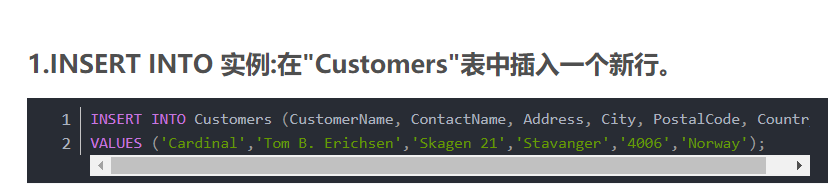 1.INSERT INTO 实例:在"Customers"表中插入一个新行。
1 INSERT INTO Customers (CustomerName, ContactName, Address, City, PostalCode, Countr
2 VALUES ('Cardinal','Tom B. Erichsen','Skagen 21','Stavanger','4006','Norway');